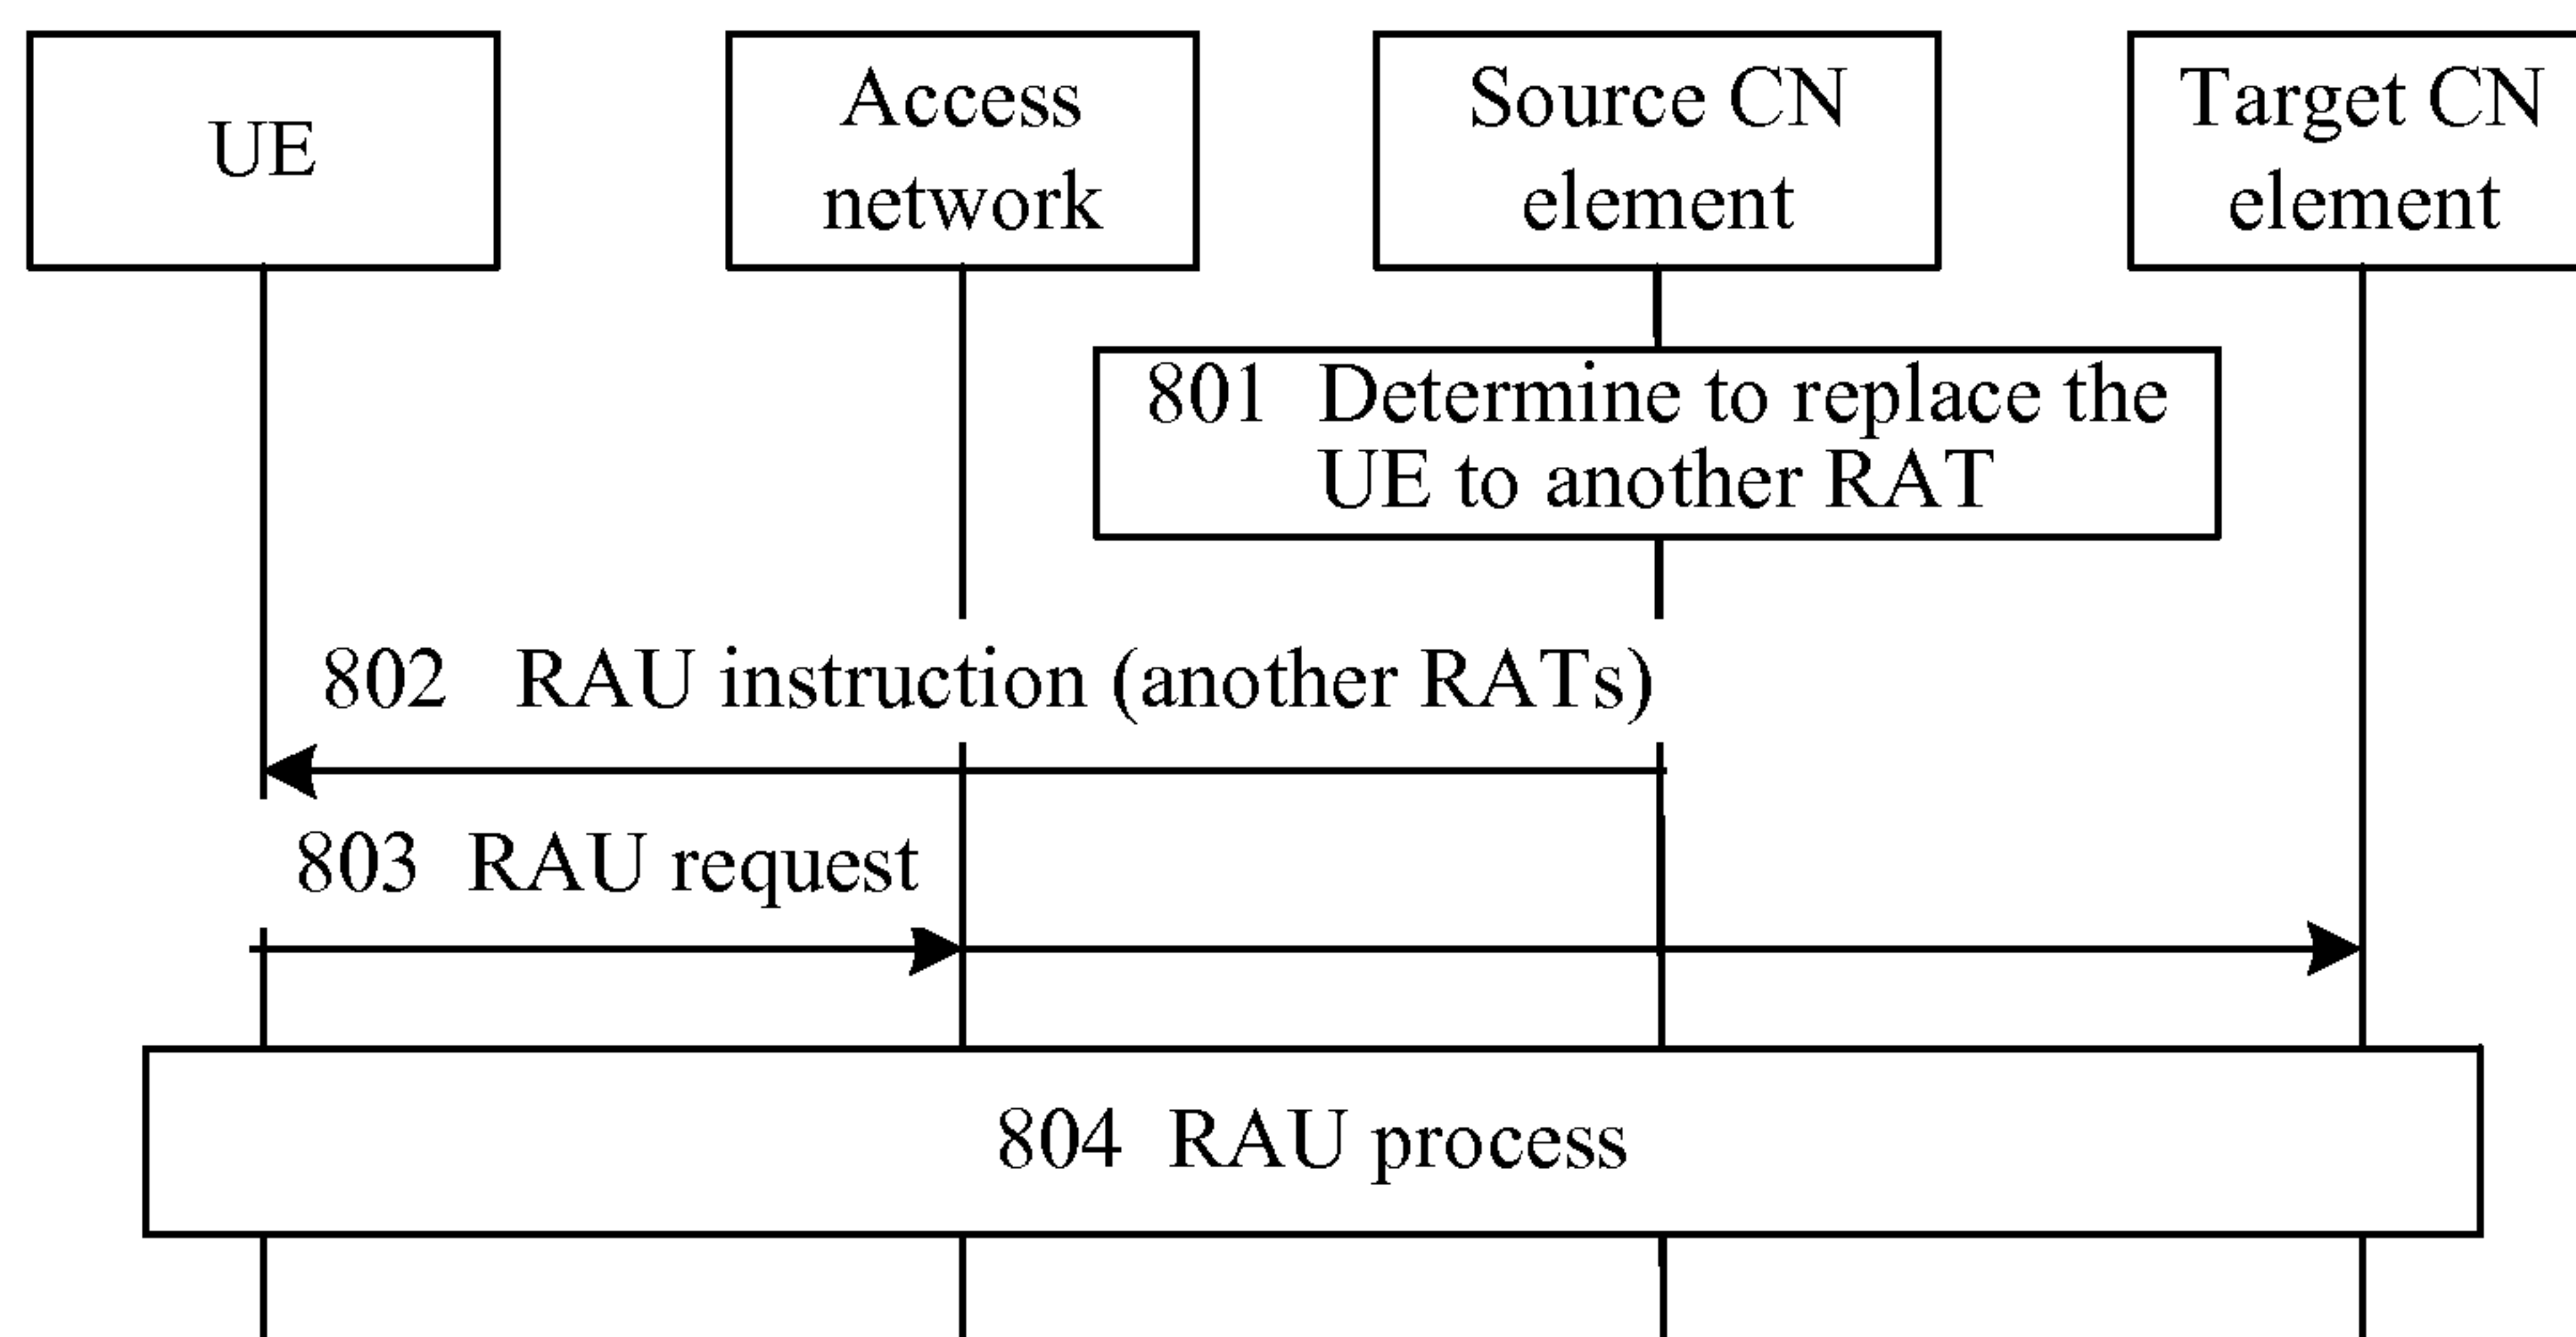 UE
Access
network
Source CN
element
Target CN
element
801 Determine to replace the
UE to another RAT
802 RAU instruction (another RATs)
803 RAU request
804 RAU process